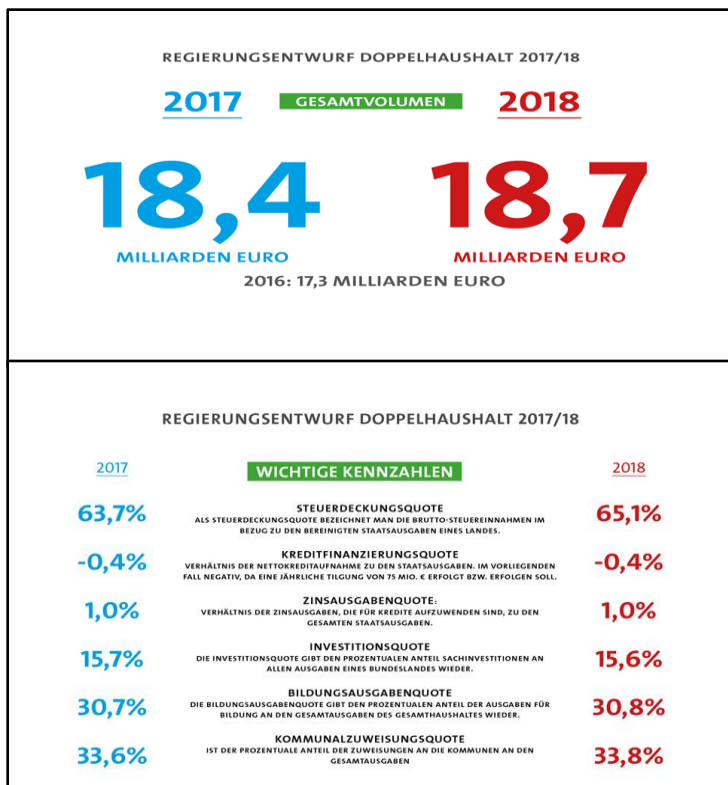 REGIERUNGSENTWURF DOPPELHAUSHALT 2017/18
2017 GESAMTVOLUMEN 2018
18,4 18,7
MILLIARDEN EURO MILLIARDEN EURO
2016: 17,3 MILLIARDEN EURO
REGIERUNGSENTWURF DOPPELHAUSHALT 2017/18
2017 WICHTIGE KENNZAHLEN 2018
63,7% STEUERDECKUNGSQUOTE 65,1%
ALS STEUERDECKUNGSQUOTE BEZEICHNET MAN DIE BRUTTO-STEUEREINNAHMEN IM
BEZUG ZU DEN BEREINIGTEN STAATSAUSGABEN EINES LANDES.
-0,4% KREDITFINANZIERUNGSQUOTE -0,4%
VERHÄLTNIS DER NETTOKREDITAUFNAHME ZU DEN STAATSAUSGABEN. IM VORLIEGENDEN
FALL NEGATIV, DA EINE JÄHRLICHE TILGUNG VON 75 MIO. € ERFOLGT BZW. ERFOLGEN SOLL.
1,0% ZINSAUSGABENQUOTE: 1,0%
VERHÄLTNIS DER ZINSAUSGABEN, DIE FÜR KREDITE AUFZUWENDEN SIND, ZU DEN
GESAMTEN STAATSAUSGABEN.
15,7% INVESTITIONSQUOTE 15,6%
DIE INVESTITIONSQUOTE GIBT DEN PROZENTUALEN ANTEIL SACHINVESTITIONEN AN
ALLEN AUSGABEN EINES BUNDESLANDES WIEDER.
30,7% BILDUNGSAUSGABENQUOTE 30,8%
DIE BILDUNGSAUSGABENQUOTE GIBT DEN PROZENTUALEN ANTEIL DER AUSGABEN FÜR
BILDUNG AN DEN GESAMTAUSGABEN DES GESAMTHAUSHALTES WIEDER.
33,6% KOMMUNALZUWEISUNGSQUOTE 33,8%
IST DER PROZENTUALE ANTEIL DER ZUWEISUNGEN AN DIE KOMMUNEN AN DEN
GESAMTAUSGABEN